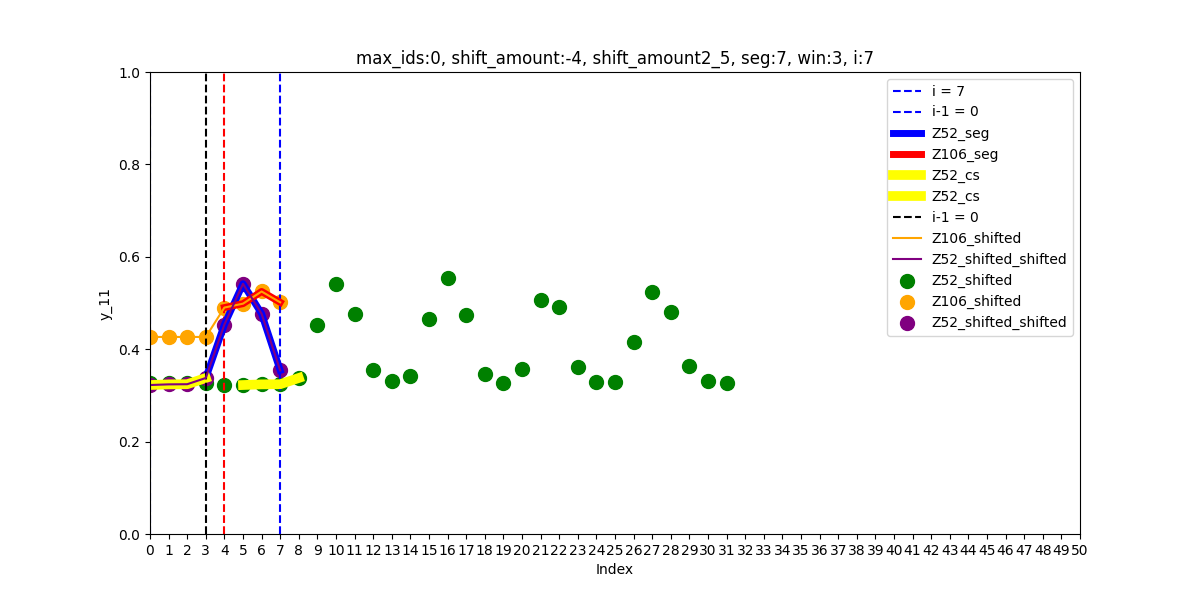 max_ids:0, shift_amount:-4, shift_amount2_5, seg:7, win:3, i:7
1.0
0.8
0.6
0.4
0.2
0.0
y_11
i = 7
i-1 = 0
Z52_seg
Z106_seg
Z52_cs
Z52_cs
i-1 = 0
Z106_shifted
Z52_shifted_shifted
Z52_shifted
Z106_shifted
Z52_shifted_shifted
0 1 2 3 4 5 6 7 8 9 10 11 12 13 14 15 16 17 18 19 20 21 22 23 24 25 26 27 28 29 30 31 32 33 34 35 36 37 38 39 40 41 42 43 44 45 46 47 48 49 50
Index